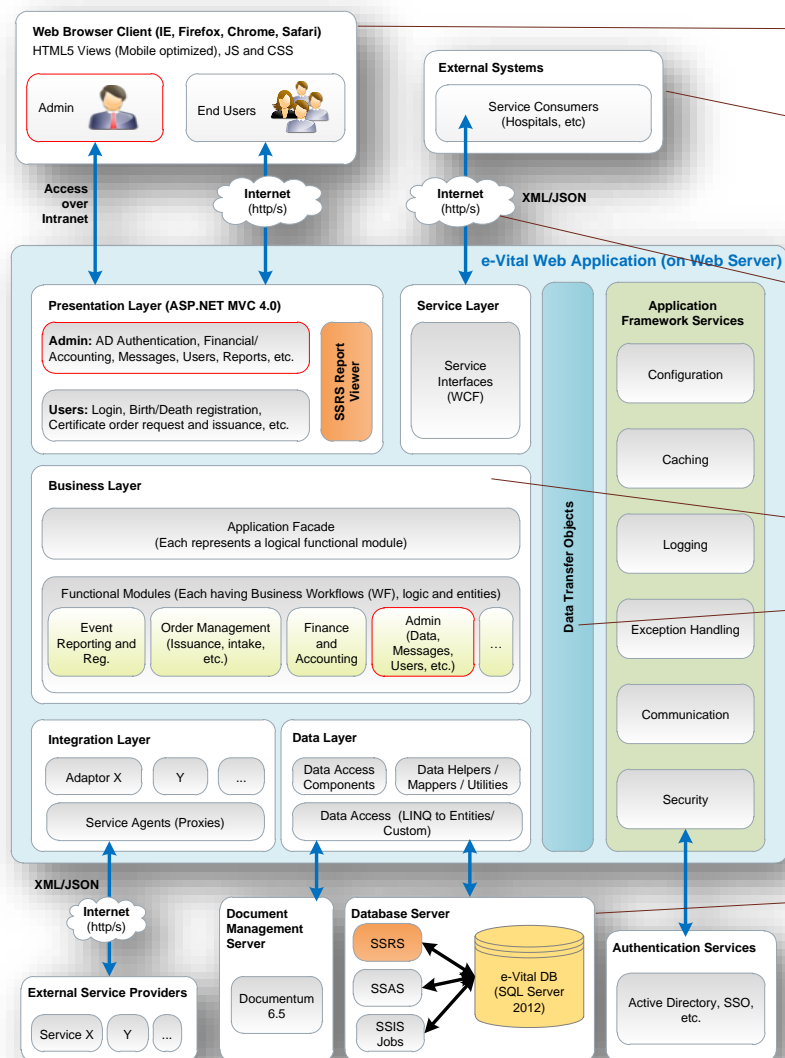 Web Browser Client (IE, Firefox, Chrome, Safari)
HTML5 Views (Mobile optimized), JS and CSS
Admin
End Users
External Systems
Service Consumers
(Hospitals, etc)
Access
over
Intranet
Internet
(http/s)
Internet
(http/s)
XML/JSON
e-Vital Web Application (on Web Server)
Presentation Layer (ASP.NET MVC 4.0)
Admin: AD Authentication, Financial/
Accounting, Messages, Users, Reports, etc.
Users: Login, Birth/Death registration,
Certificate order request and issuance, etc.
SSRS Report
Viewer
Service Layer
Service
Interfaces
(WCF)
Data Transfer Objects
Application
Framework Services
Configuration
Caching
Logging
Exception Handling
Communication
Security
Business Layer
Application Facade
(Each represents a logical functional module)
Functional Modules (Each having Business Workflows (WF), logic and entities)
Event
Reporting and
Reg.
Order Management
(Issuance, intake,
etc.)
Finance
and
Accounting
Admin
(Data,
Messages,
Users, etc.)
...
Integration Layer
Adaptor X
Y
...
Service Agents (Proxies)
Data Layer
Data Access
Components
Data Helpers /
Mappers / Utilities
Data Access (LINQ to Entities/
Custom)
XML/JSON
Internet
(http/s)
External Service Providers
Service X
Y
...
Document
Management
Server
Documentum
6.5
Database Server
SSRS
SSAS
SSIS
Jobs
e-Vital DB
(SQL Server
2012)
Authentication Services
Active Directory, SSO,
etc.